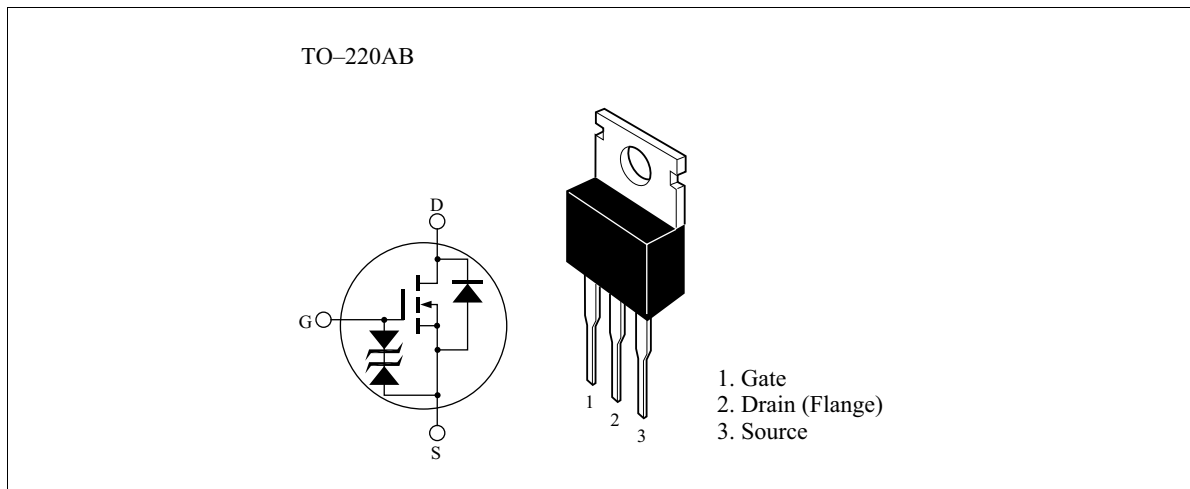 TO–220AB
D
G
S
1
2
3
1. Gate
2. Drain (Flange)
3. Source